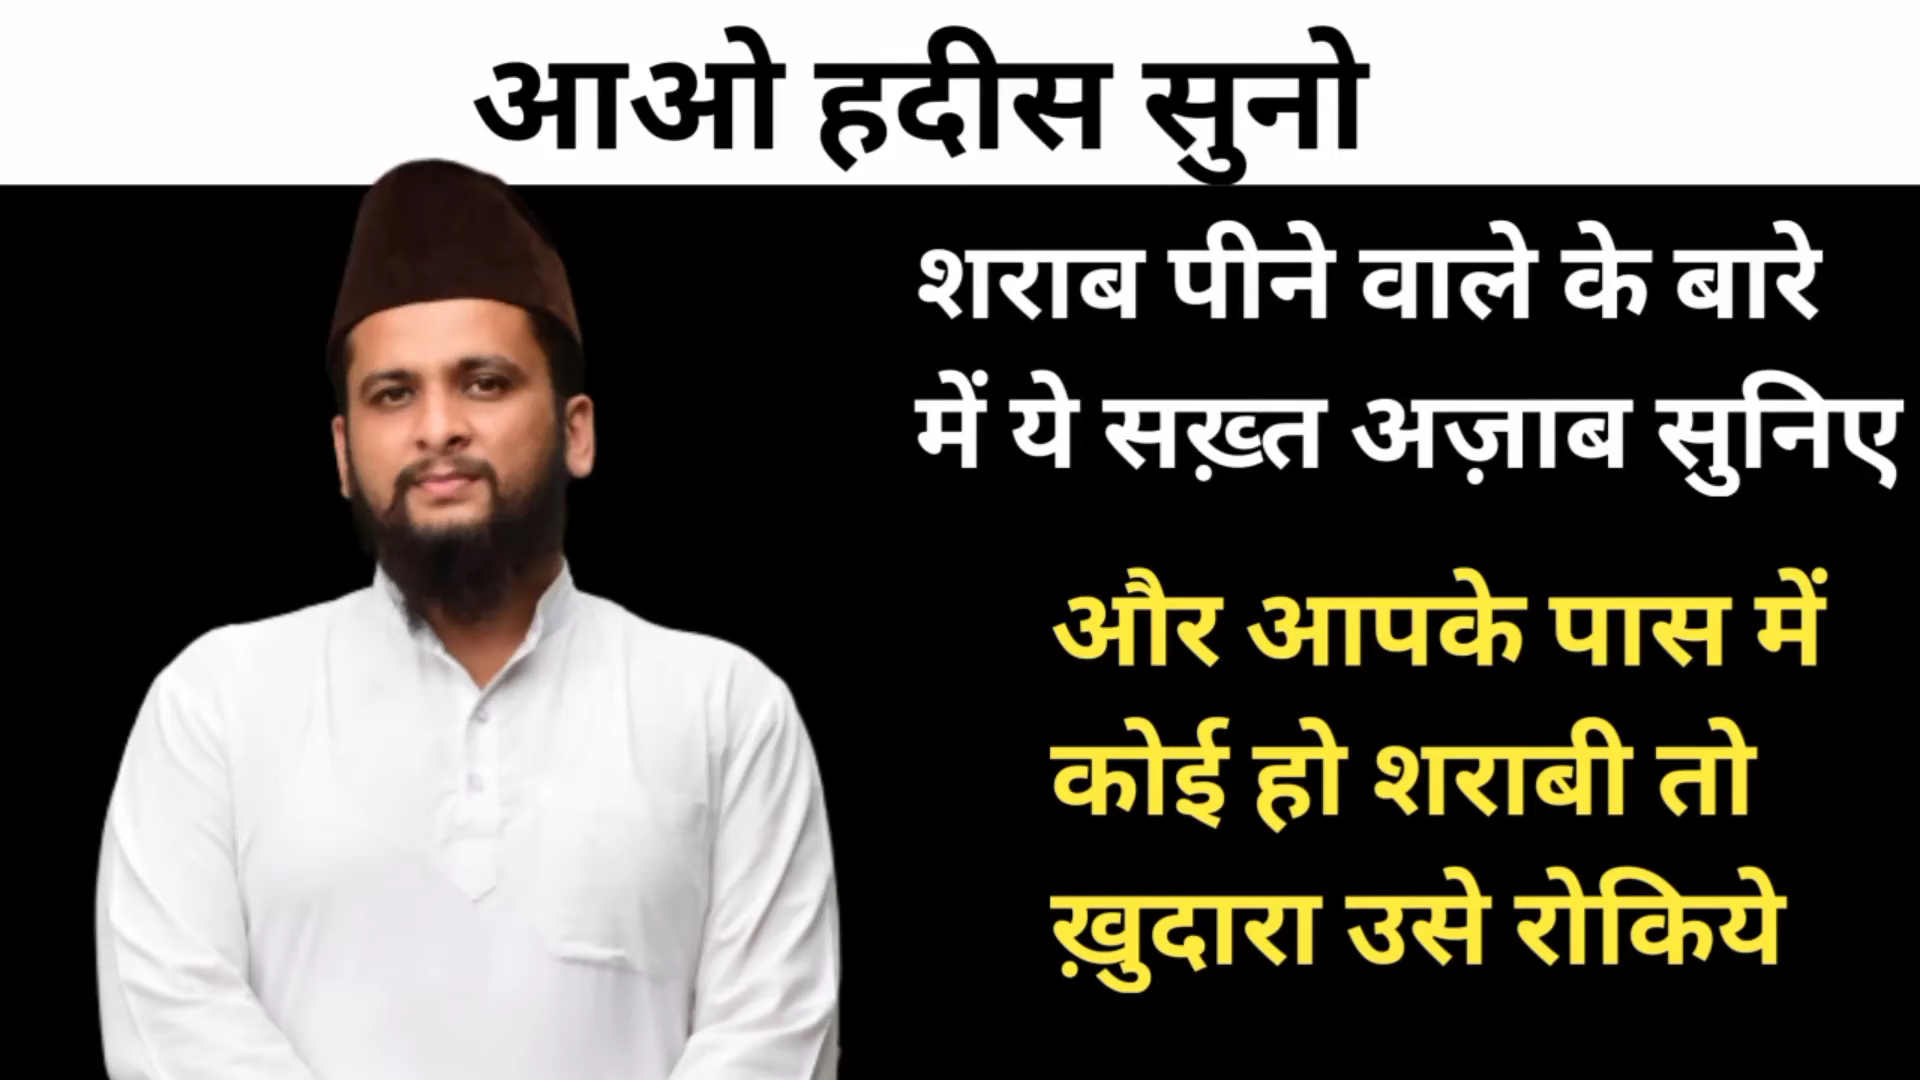 आओ हदीस सुनो
शराब पीने वाले के बारे
में ये सख़्त अज़ाब सुनिए
और आपके पास में
कोई हो शराबी तो
ख़ुदारा उसे रोकिये